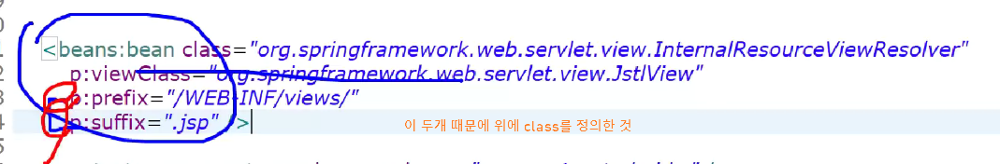 <beans:bean class="org.springframework.web.servlet.view.InternalResourceViewResolver"
p:viewClass="org.springframework.web.servlet.view.JstlView"
p:prefix="/WEB-INF/views/"
p:suffix=".jsp" />
이 두개 때문에 위에 class를 정의한 것